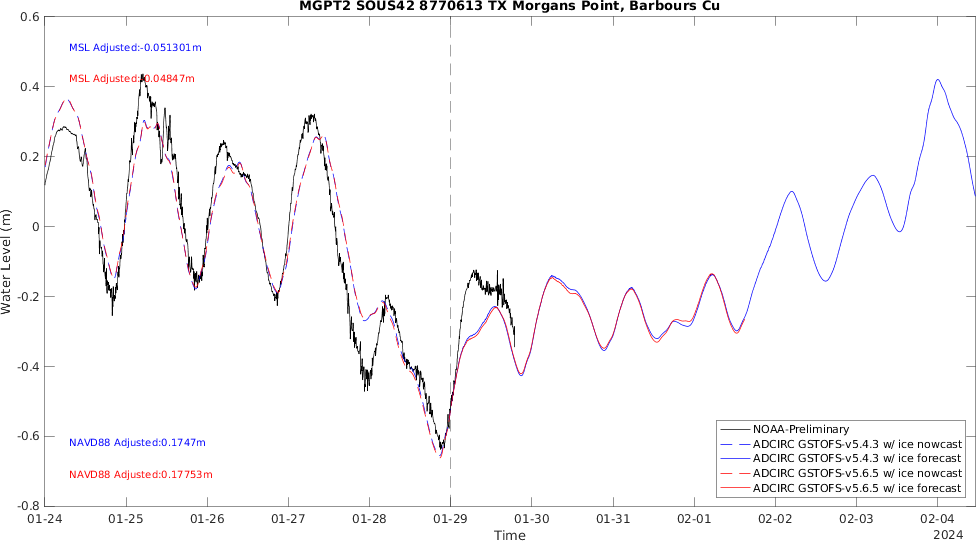 MGPT2 SOUS42 8770613 TX Morgans Point, Barbours Cu
0.6
MSL Adjusted:-0.051301m
MSL Adjusted:-0.04847m
0.4
0.2
0
-0.2
-0.4
-0.6
-0.8
Water Level (m)
NAVD88 Adjusted:0.1747m
NAVD88 Adjusted:0.17753m
NOAA-Preliminary
ADCIRC GSTOFS-v5.4.3 w/ ice nowcast
ADCIRC GSTOFS-v5.4.3 w/ ice forecast
ADCIRC GSTOFS-v5.6.5 w/ ice nowcast
ADCIRC GSTOFS-v5.6.5 w/ ice forecast
01-24 01-25 01-26 01-27 01-28 01-29 01-30 01-31 02-01 02-02 02-03 02-04
Time
2024